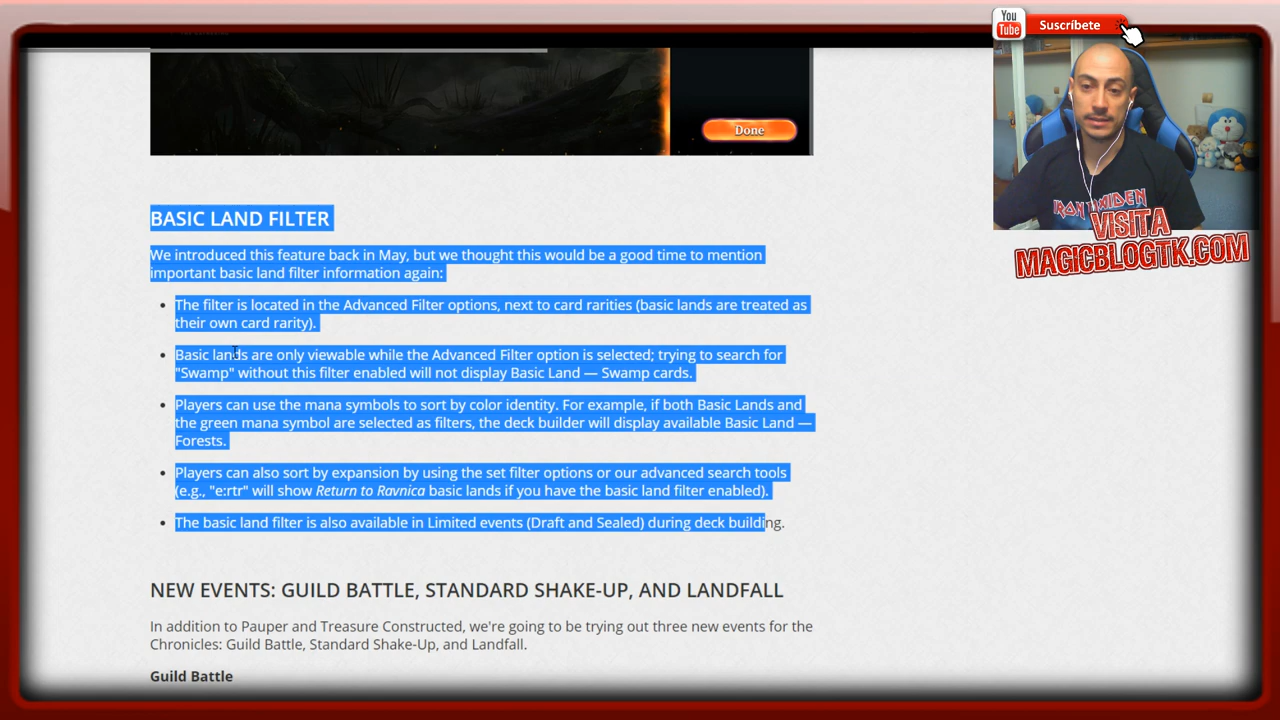 You
Tube
Suscríbete
Done
IRON MAIDEN
VISITA
MAGICBLOGTK.COM
BASIC LAND FILTER
We introduced this feature back in May, but we thought this would be a good time to mention
important basic land filter information again:
• The filter is located in the Advanced Filter options, next to card rarities (basic lands are treated as
their own card rarity).
• Basic lands are only viewable while the Advanced Filter option is selected; trying to search for
"Swamp" without this filter enabled will not display Basic Land — Swamp cards.
• Players can use the mana symbols to sort by color identity. For example, if both Basic Lands and
the green mana symbol are selected as filters, the deck builder will display available Basic Land —
Forests.
• Players can also sort by expansion by using the set filter options or our advanced search tools
(e.g., "e:rtr" will show Return to Ravnica basic lands if you have the basic land filter enabled).
• The basic land filter is also available in Limited events (Draft and Sealed) during deck building.
NEW EVENTS: GUILD BATTLE, STANDARD SHAKE-UP, AND LANDFALL
In addition to Pauper and Treasure Constructed, we're going to be trying out three new events for the
Chronicles: Guild Battle, Standard Shake-Up, and Landfall.
Guild Battle